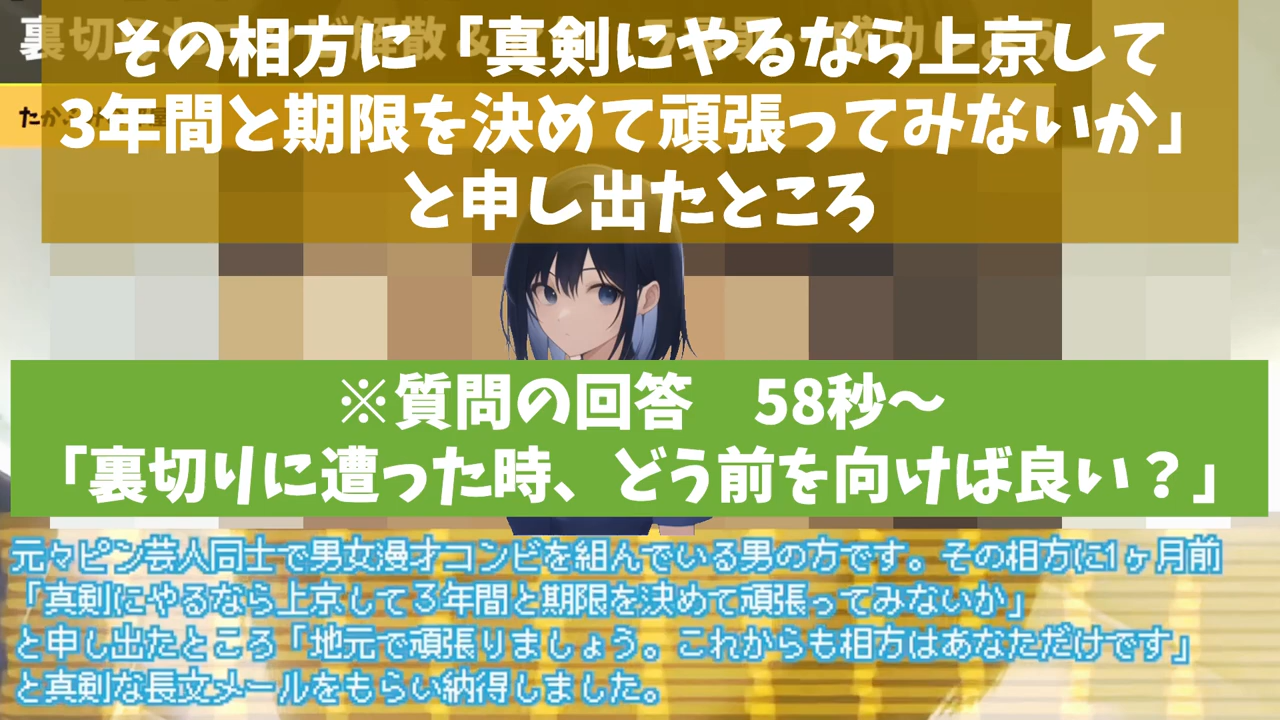 その相方に「真剣にやるなら上京して
3年間と期限を決めて頑張ってみないか」
と申し出たところ
※質問の回答　58秒～
「裏切りに遭った時、どう前を向けば良い？」
元々ピン芸人同士で男女漫才コンビを組んでいる男の方です。その相方に1ヶ月前
「真剣にやるなら上京して３年間と期限を決めて頑張ってみないか」
と申し出たところ「地元で頑張りましょう。これからも相方はあなただけです」
と真剣な長文メールをもらい納得しました。